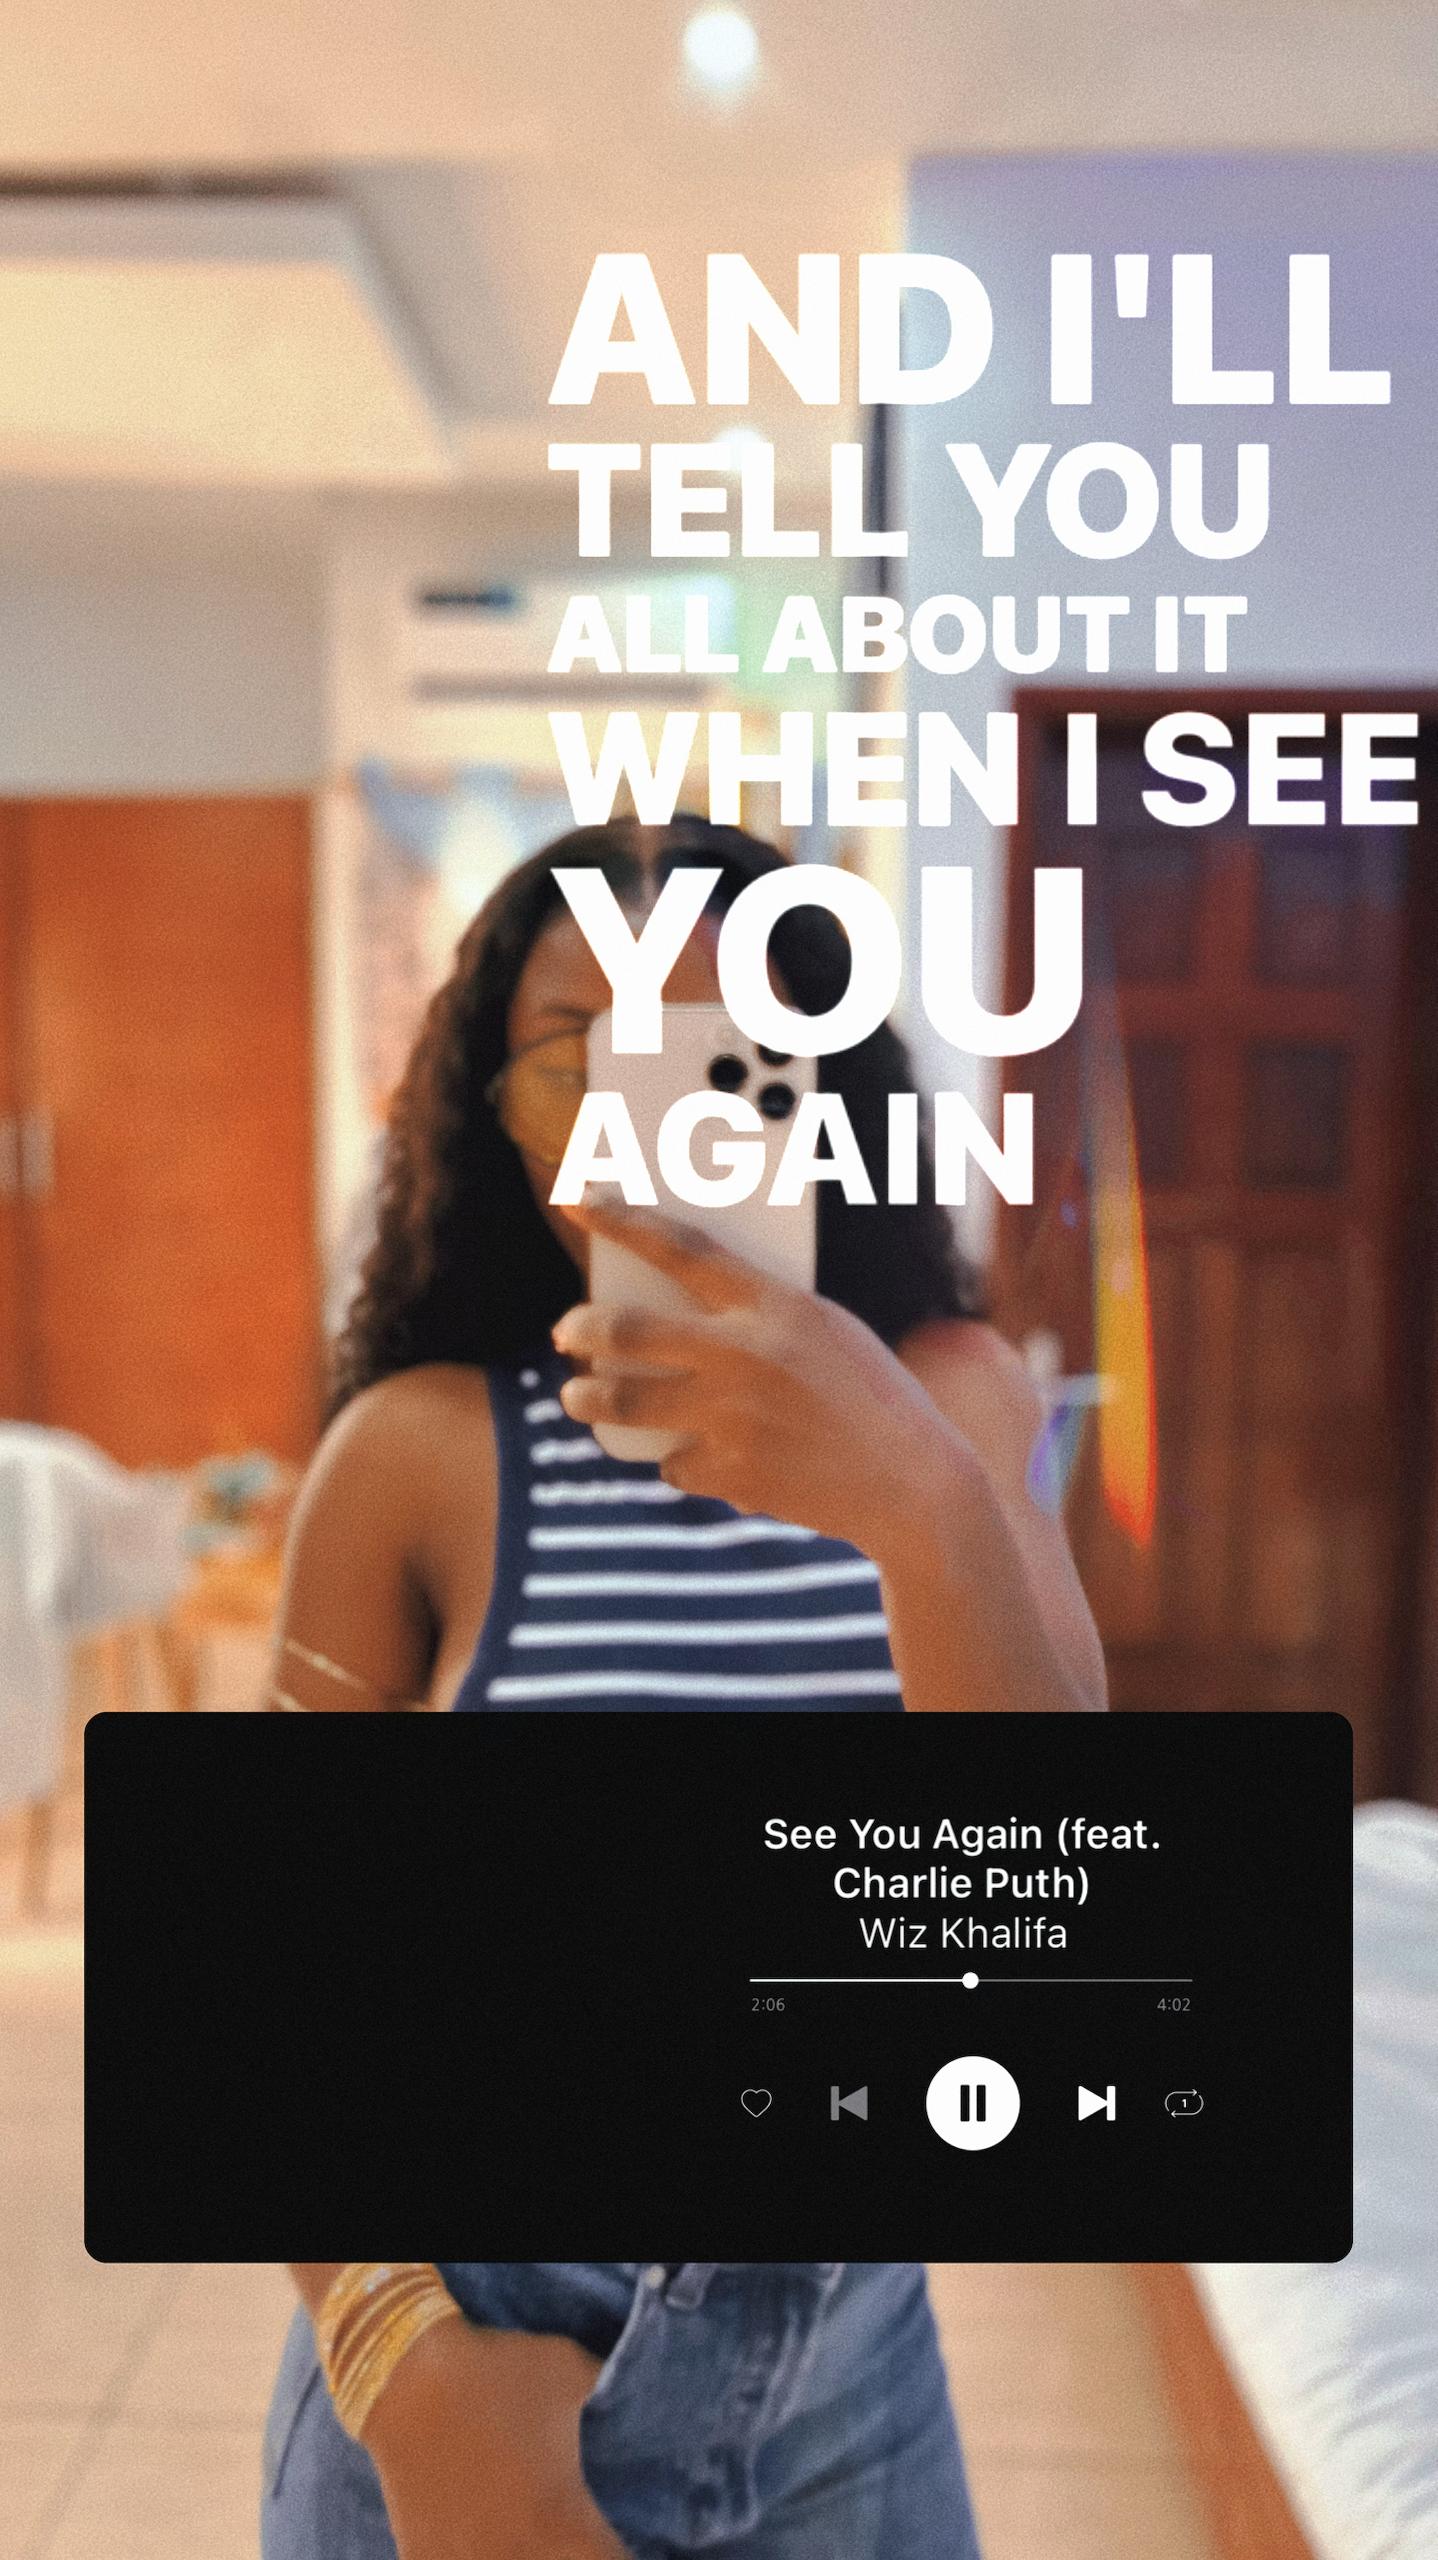 AND I'LL
TELL YOU
ALL ABOUT IT
WHEN I SEE
YOU
AGAIN
See You Again (feat.
Charlie Puth)
Wiz Khalifa
2:06
4:02
1